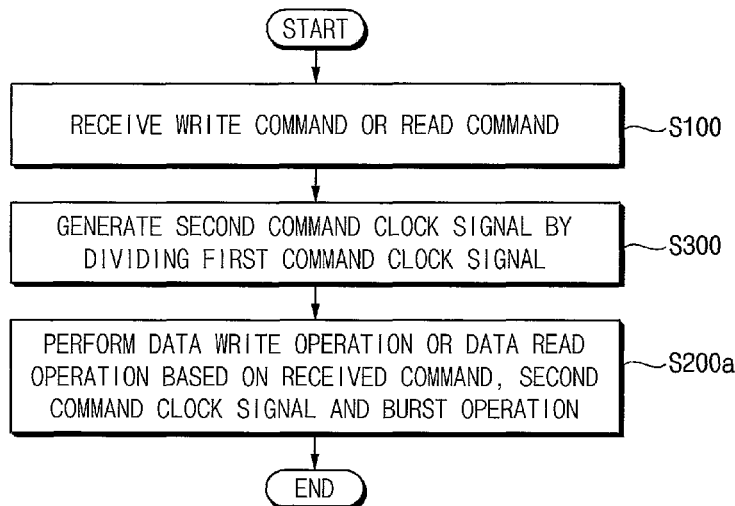 START
RECEIVE WRITE COMMAND OR READ COMMAND
S100
GENERATE SECOND COMMAND CLOCK SIGNAL BY
DIVIDING FIRST COMMAND CLOCK SIGNAL
S300
PERFORM DATA WRITE OPERATION OR DATA READ
OPERATION BASED ON RECEIVED COMMAND, SECOND
COMMAND CLOCK SIGNAL AND BURST OPERATION
S200a
END